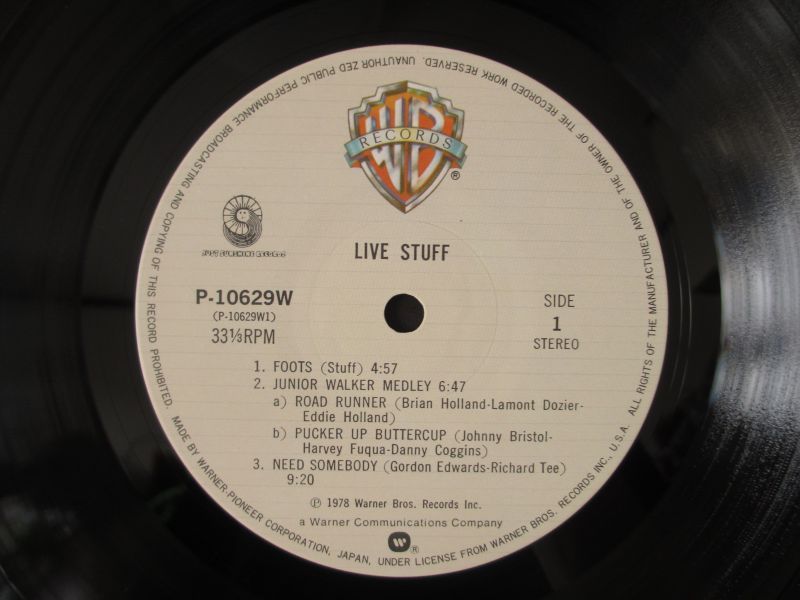 WB
RECORDS
®
JUST SUNSHINE RECORDS
LIVE STUFF
P-10629W
(P-10629W1)
33⅓RPM
SIDE
1
STEREO
1. FOOTS (Stuff) 4:57
2. JUNIOR WALKER MEDLEY 6:47
a) ROAD RUNNER (Brian Holland-Lamont Dozier-
Eddie Holland)
b) PUCKER UP BUTTERCUP (Johnny Bristol-
Harvey Fuqua-Danny Coggins)
3. NEED SOMEBODY (Gordon Edwards-Richard Tee)
9:20
℗ 1978 Warner Bros. Records Inc.
a Warner Communications Company
®
MADE BY WARNER-PIONEER CORPORATION, JAPAN, UNDER LICENSE FROM WARNER BROS. RECORDS INC., U.S.A. ALL RIGHTS OF THE MANUFACTURER AND OF THE OWNER OF THE RECORDED WORK RESERVED. UNAUTHORIZED PUBLIC PERFORMANCE BROADCASTING AND COPYING OF THIS RECORD PROHIBITED.